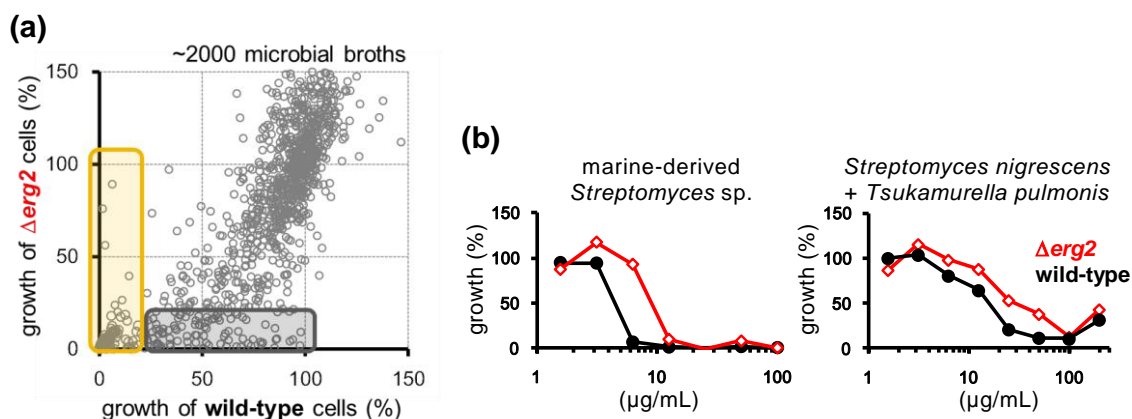 (a)
~2000 microbial broths
growth of Δerg2 cells (%)
150
100
50
0
0 50 100 150
growth of wild-type cells (%)
(b)
marine-derived
Streptomyces sp.
growth (%)
150
100
50
0
1 10 100
(μg/mL)
Streptomyces nigrescens
+ Tsukamurella pulmonis
growth (%)
150
100
50
0
1 10 100
(μg/mL)
Δerg2
wild-type